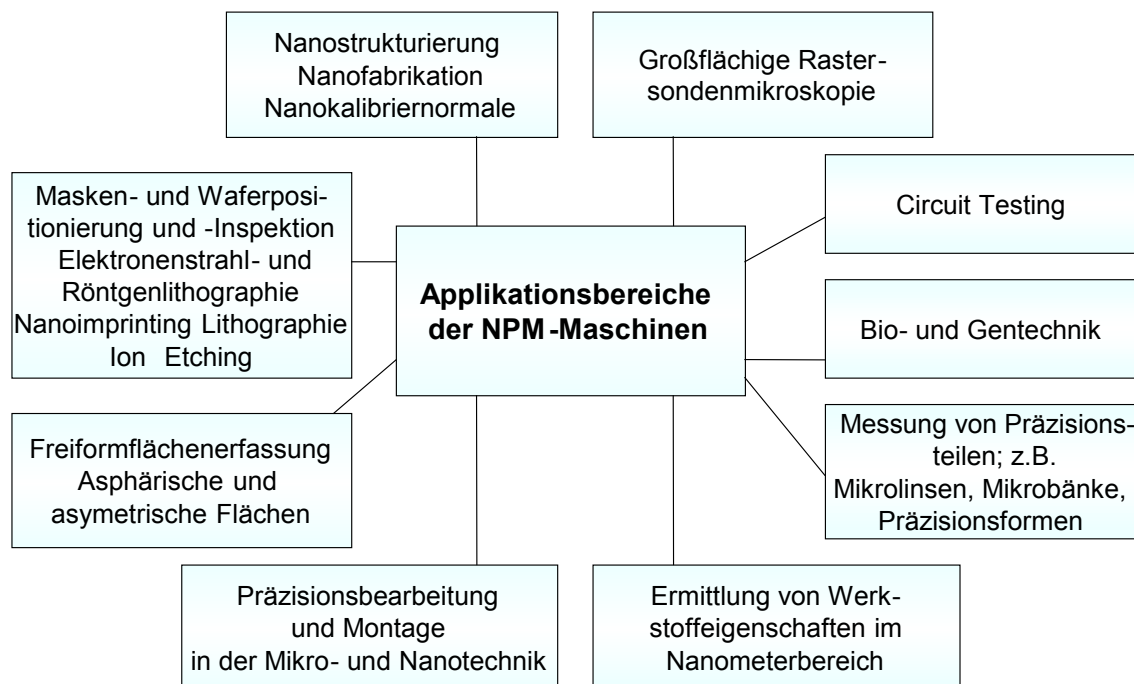 Nanostrukturierung
Nanofabrikation
Nanokalibriernormale
Großflächige Raster-
sondenmikroskopie
Masken- und Waferposi-
tionierung und -Inspektion
Elektronenstrahl- und
Röntgenlithographie
Nanoimprinting Lithographie
Ion Etching
Applikationsbereiche
der NPM-Maschinen
Circuit Testing
Bio- und Gentechnik
Freiformflächenerfassung
Asphärische und
asymetrische Flächen
Messung von Präzisions-
teilen; z.B.
Mikrolinsen, Mikrobänke,
Präzisionsformen
Präzisionsbearbeitung
und Montage
in der Mikro- und Nanotechnik
Ermittlung von Werk-
stoffeigenschaften im
Nanometerbereich